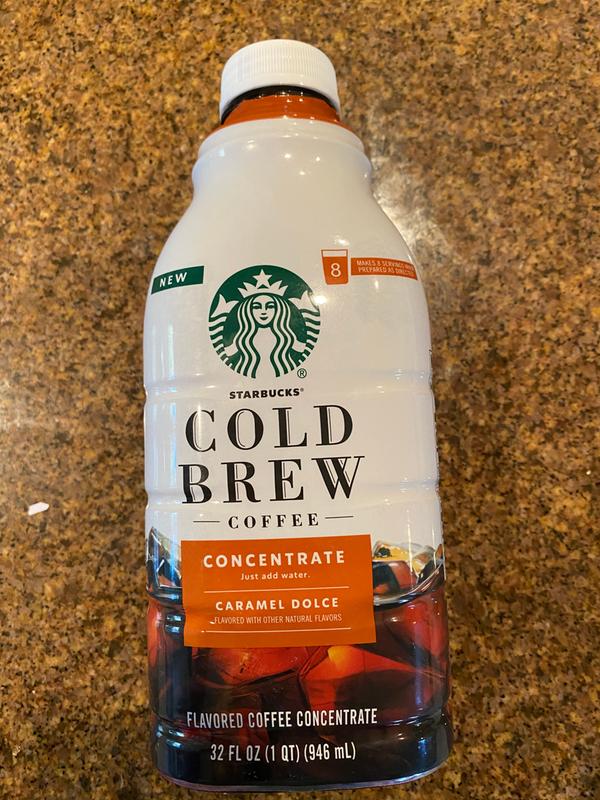 NEW
8
MAKES 8 SERVINGS WHEN
PREPARED AS DIRECTED
STARBUCKS®
COLD
BREW
COFFEE
CONCENTRATE
Just add water.
CARAMEL DOLCE
FLAVORED WITH OTHER NATURAL FLAVORS
FLAVORED COFFEE CONCENTRATE
32 FL OZ (1 QT) (946 mL)